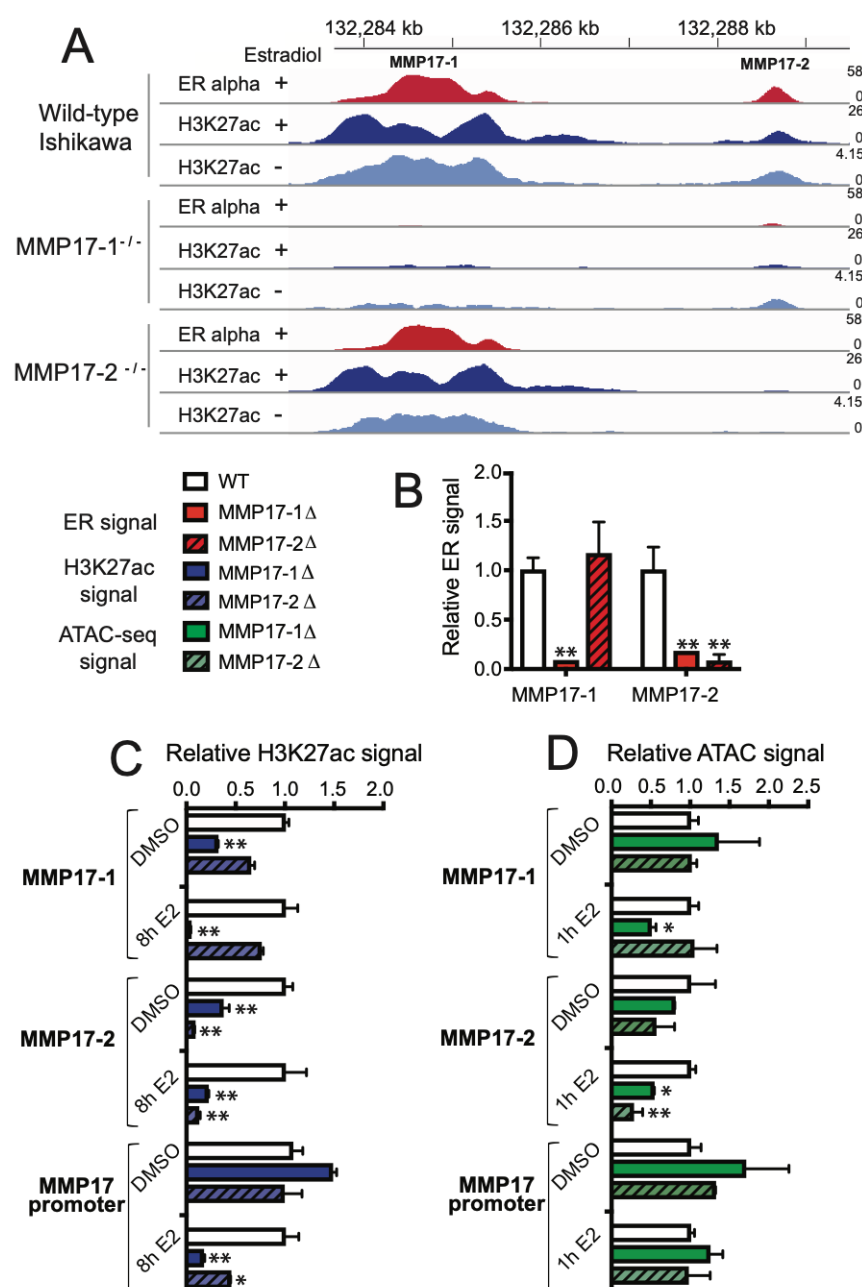 A
132,284 kb 132,286 kb 132,288 kb
Estradiol MMP17-1 MMP17-2
Wild-type
Ishikawa
ER alpha + 58
0
H3K27ac + 26
0
H3K27ac - 4.15
0
MMP17-1-/-
ER alpha + 58
0
H3K27ac + 26
0
H3K27ac - 4.15
0
MMP17-2 -/-
ER alpha + 58
0
H3K27ac + 26
0
H3K27ac - 4.15
0
WT
ER signal
MMP17-1Δ
MMP17-2Δ
H3K27ac
signal
MMP17-1Δ
MMP17-2 Δ
ATAC-seq
signal
MMP17-1Δ
MMP17-2 Δ
B
Relative ER signal
2.0
1.5
1.0
0.5
0.0
** ** **
MMP17-1 MMP17-2
C Relative H3K27ac signal
0.0 0.5 1.0 1.5 2.0
MMP17-1
DMSO
**
8h E2
**
MMP17-2
DMSO
**
**
8h E2
**
**
MMP17
promoter
DMSO
8h E2
**
*
D Relative ATAC signal
0.0 0.5 1.0 1.5 2.0 2.5
MMP17-1
DMSO
1h E2
*
MMP17-2
DMSO
1h E2
*
**
MMP17
promoter
DMSO
1h E2